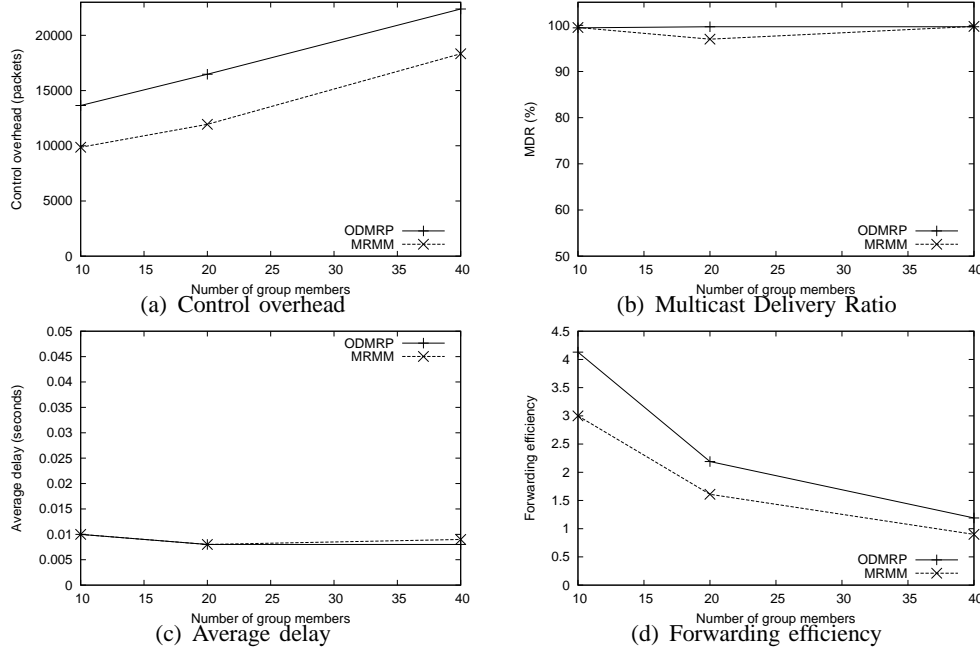 Control overhead (packets)
20000
15000
10000
5000
0
ODMRP
MRMM
10 15 20 25 30 35 40
Number of group members
(a) Control overhead
MDR (%)
100
90
80
70
60
50
ODMRP
MRMM
10 15 20 25 30 35 40
Number of group members
(b) Multicast Delivery Ratio
Average delay (seconds)
0.05
0.045
0.04
0.035
0.03
0.025
0.02
0.015
0.01
0.005
0
ODMRP
MRMM
10 15 20 25 30 35 40
Number of group members
(c) Average delay
Forwarding efficiency
4.5
4
3.5
3
2.5
2
1.5
1
0.5
0
ODMRP
MRMM
10 15 20 25 30 35 40
Number of group members
(d) Forwarding efficiency